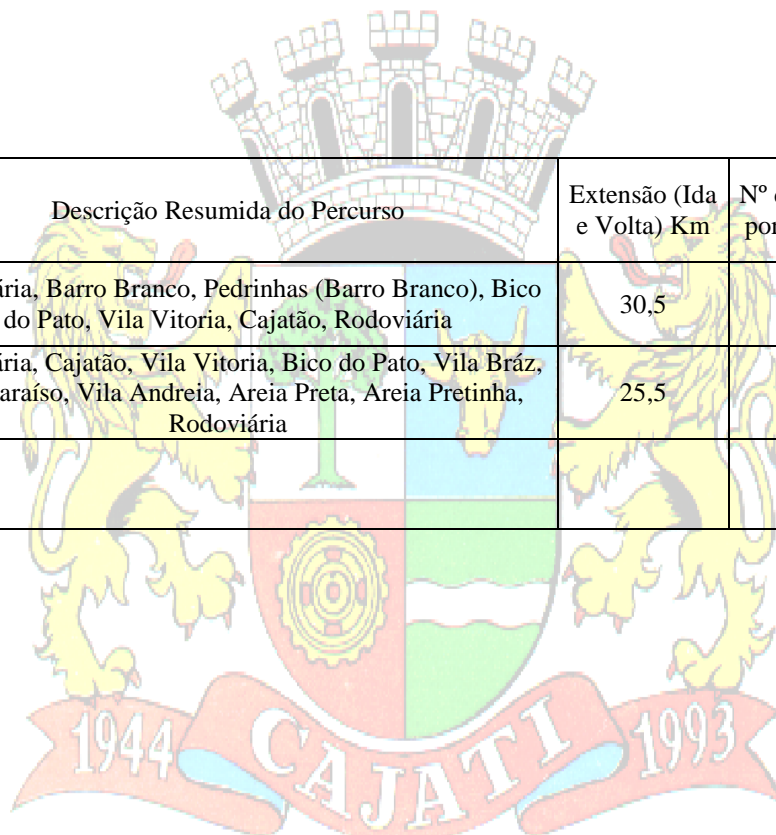 Descrição Resumida do Percurso
Extensão (Ida
e Volta) Km
Nº
por
ária, Barro Branco, Pedrinhas (Barro Branco), Bico
do Pato, Vila Vitoria, Cajatão, Rodoviária
30,5
ária, Cajatão, Vila Vitoria, Bico do Pato, Vila Bráz,
araíso, Vila Andreia, Areia Preta, Areia Pretinha,
Rodoviária
25,5
1944 CAJATI 1993